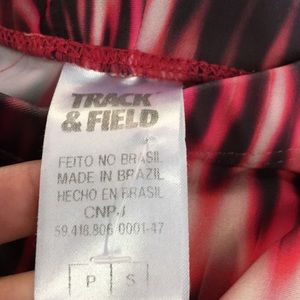 TRACK
& FIELD
FEITO NO BRASIL
MADE IN BRAZIL
HECHO EN BRASIL
CNPJ
59.418.806/0001-47
P S